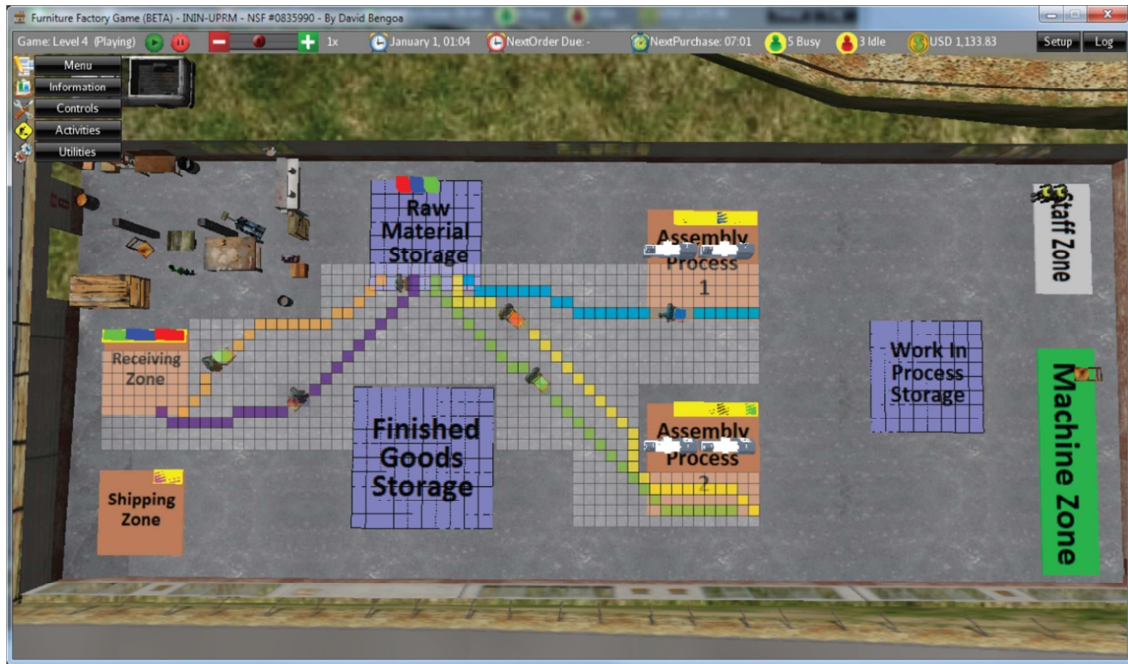 Furniture Factory Game (BETA) - ININ-UPRM - NSF #0835990 - By David Bengoa
Game: Level 4 (Playing) 1x January 1, 01:04 NextOrder Due: - NextPurchase: 07:01 5 Busy 3 Idle USD 1,133.83 Setup Log
Menu
Information
Controls
Activities
Utilities
Raw
Material
Storage
Assembly
Process
1
Staff Zone
Receiving
Zone
Work In
Process
Storage
Machine Zone
Finished
Goods
Storage
Assembly
Process
2
Shipping
Zone